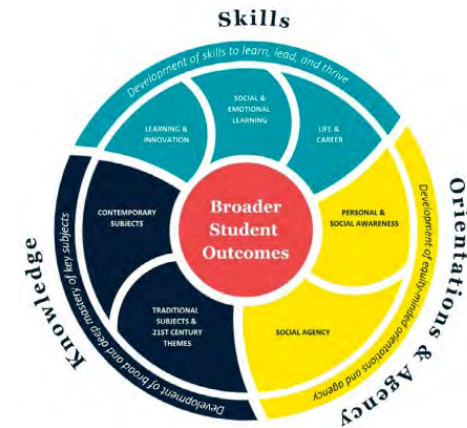 Skills
Development of skills to learn, lead, and thrive
SOCIAL &
EMOTIONAL
LEARNING
LEARNING &
INNOVATION
LIFE &
CAREER
Broader
Student
Outcomes
CONTEMPORARY
SUBJECTS
PERSONAL &
SOCIAL AWARENESS
TRADITIONAL
SUBJECTS &
21ST CENTURY
THEMES
SOCIAL AGENCY
Knowledge
Development of broad and deep mastery of key subjects
Orientations & Agency
Development of equity-minded orientations and agency